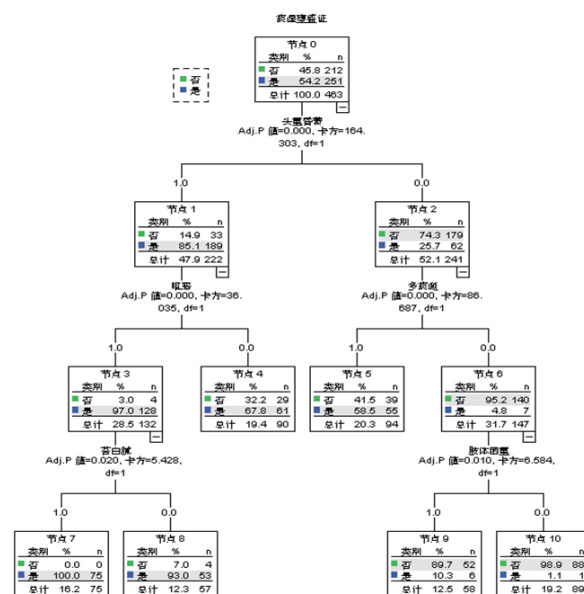 痰湿壅盛证
否
是
节点 0
类别 % n
否 45.8 212
是 54.2 251
总计 100.0 463
头重昏蒙
Adj.P 值=0.000, 卡方=164.
303, df=1
1.0 0.0
节点 1
类别 % n
否 14.9 33
是 85.1 189
总计 47.9 222
节点 2
类别 % n
否 74.3 179
是 25.7 62
总计 52.1 241
Adj.P 值=0.000, 卡方=36.
035, df=1
多痰涎
Adj.P 值=0.000, 卡方=86.
687, df=1
1.0 0.0 1.0 0.0
节点 3
类别 % n
否 3.0 4
是 97.0 128
总计 28.5 132
节点 4
类别 % n
否 32.2 29
是 67.8 61
总计 19.4 90
节点 5
类别 % n
否 41.5 39
是 58.5 55
总计 20.3 94
节点 6
类别 % n
否 95.2 140
是 4.8 7
总计 31.7 147
苔白腻
Adj.P 值=0.020, 卡方=5.428,
df=1
肢体困重
Adj.P 值=0.010, 卡方=6.584,
df=1
1.0 0.0 1.0 0.0
节点 7
类别 % n
否 0.0 0
是 100.0 75
总计 16.2 75
节点 8
类别 % n
否 7.0 4
是 93.0 53
总计 12.3 57
节点 9
类别 % n
否 89.7 52
是 10.3 6
总计 12.5 58
节点 10
类别 % n
否 98.9 88
是 1.1 1
总计 19.2 89